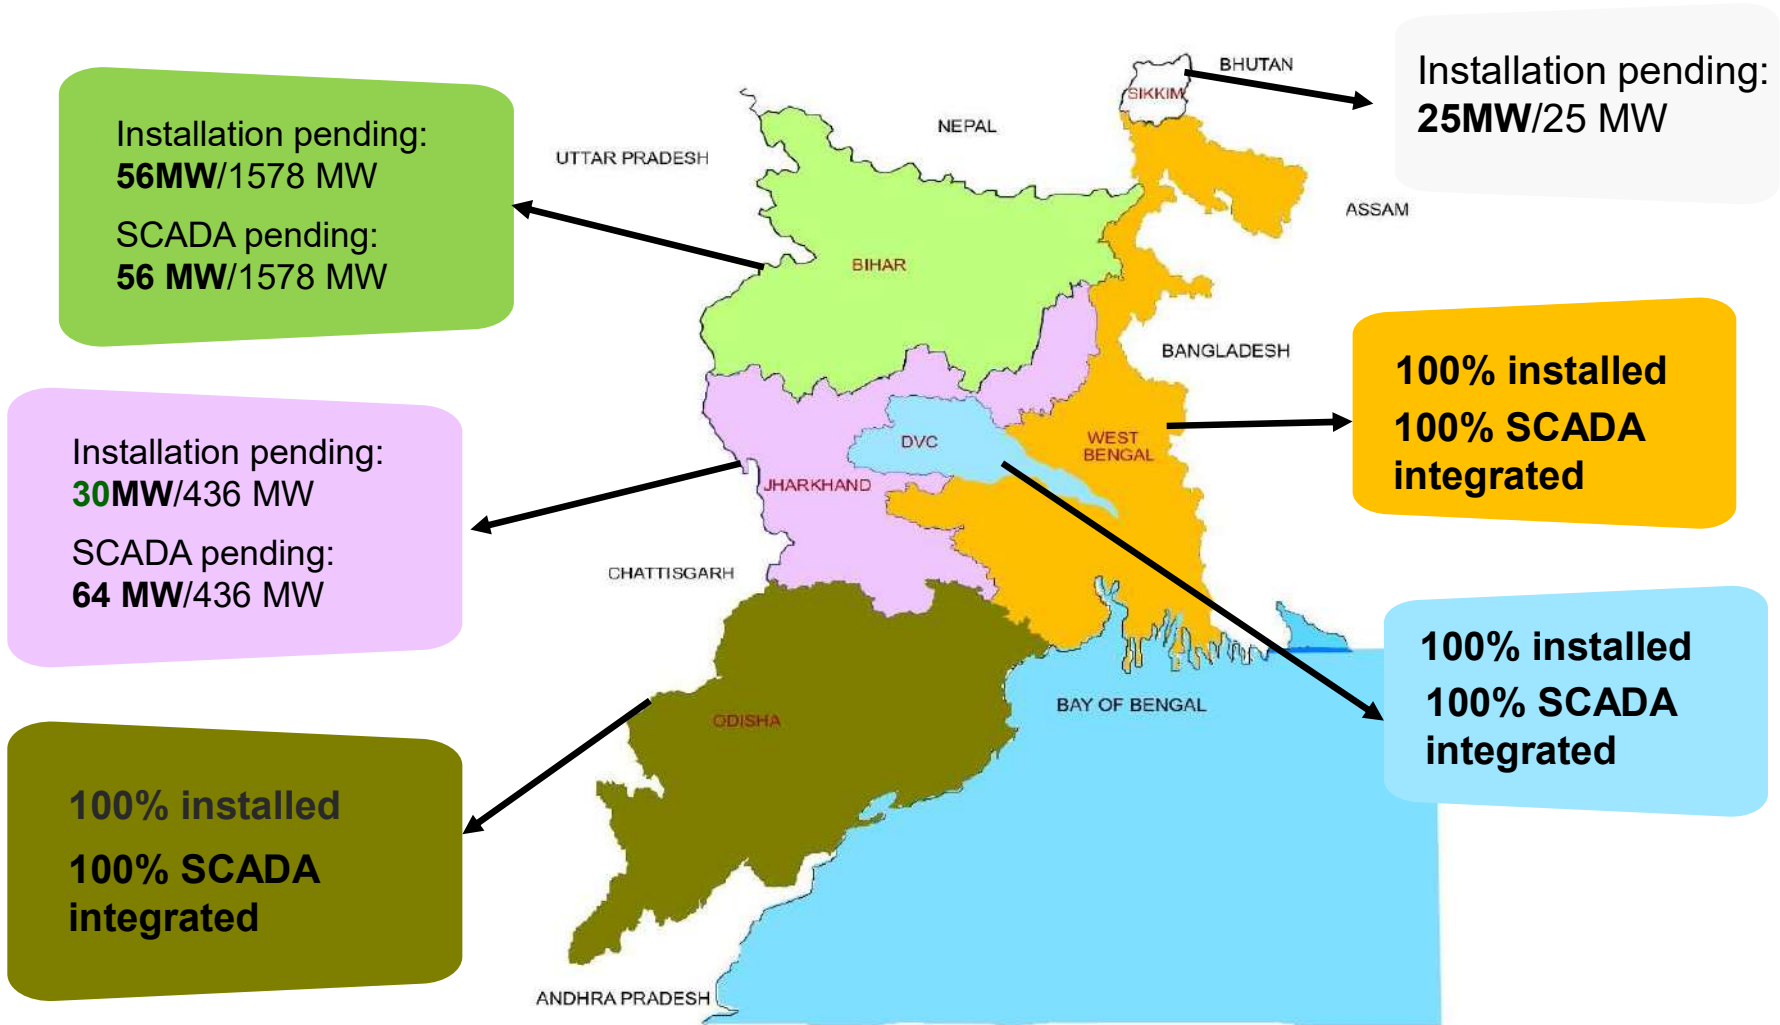 Installation pending:
56MW/1578 MW
SCADA pending:
56 MW/1578 MW
Installation pending:
30MW/436 MW
SCADA pending:
64 MW/436 MW
100% installed
100% SCADA
integrated
UTTAR PRADESH
NEPAL
SIKKIM
BHUTAN
ASSAM
BIHAR
BANGLADESH
DVC
WEST
BENGAL
JHARKHAND
CHATTISGARH
ODISHA
BAY OF BENGAL
ANDHRA PRADESH
Installation pending:
25MW/25 MW
100% installed
100% SCADA
integrated
100% installed
100% SCADA
integrated